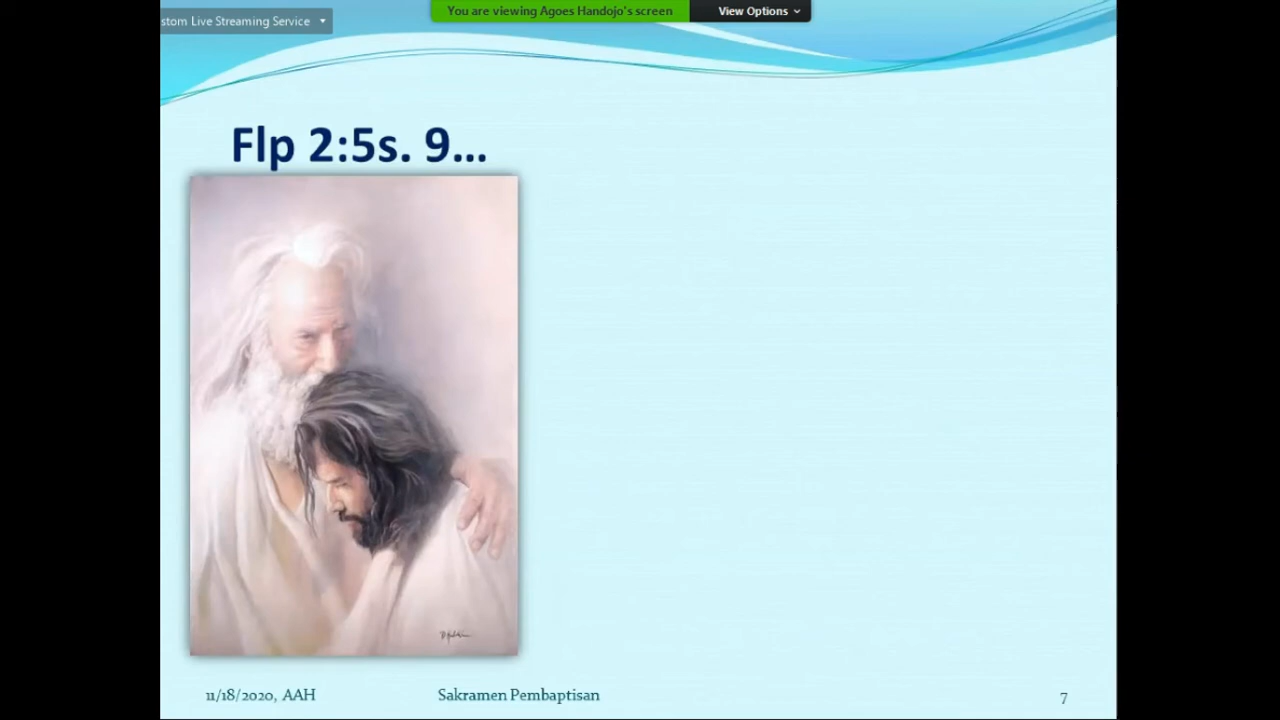 stom Live Streaming Service
You are viewing Agoes Handojo's screen
View Options
Flp 2:5s. 9...
11/18/2020, AAH
Sakramen Pembaptisan
7